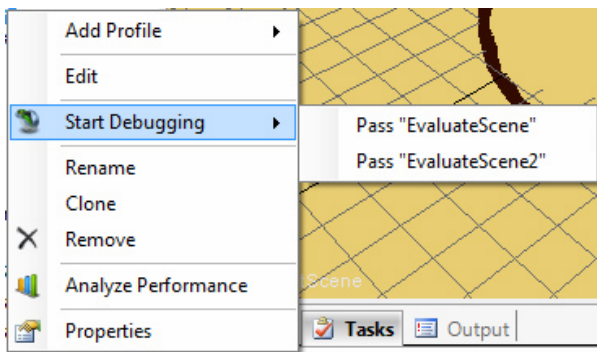 Add Profile
Edit
Start Debugging
Pass "EvaluateScene"
Pass "EvaluateScene2"
Rename
Clone
Remove
Analyze Performance
Properties
Scene
Tasks
Output